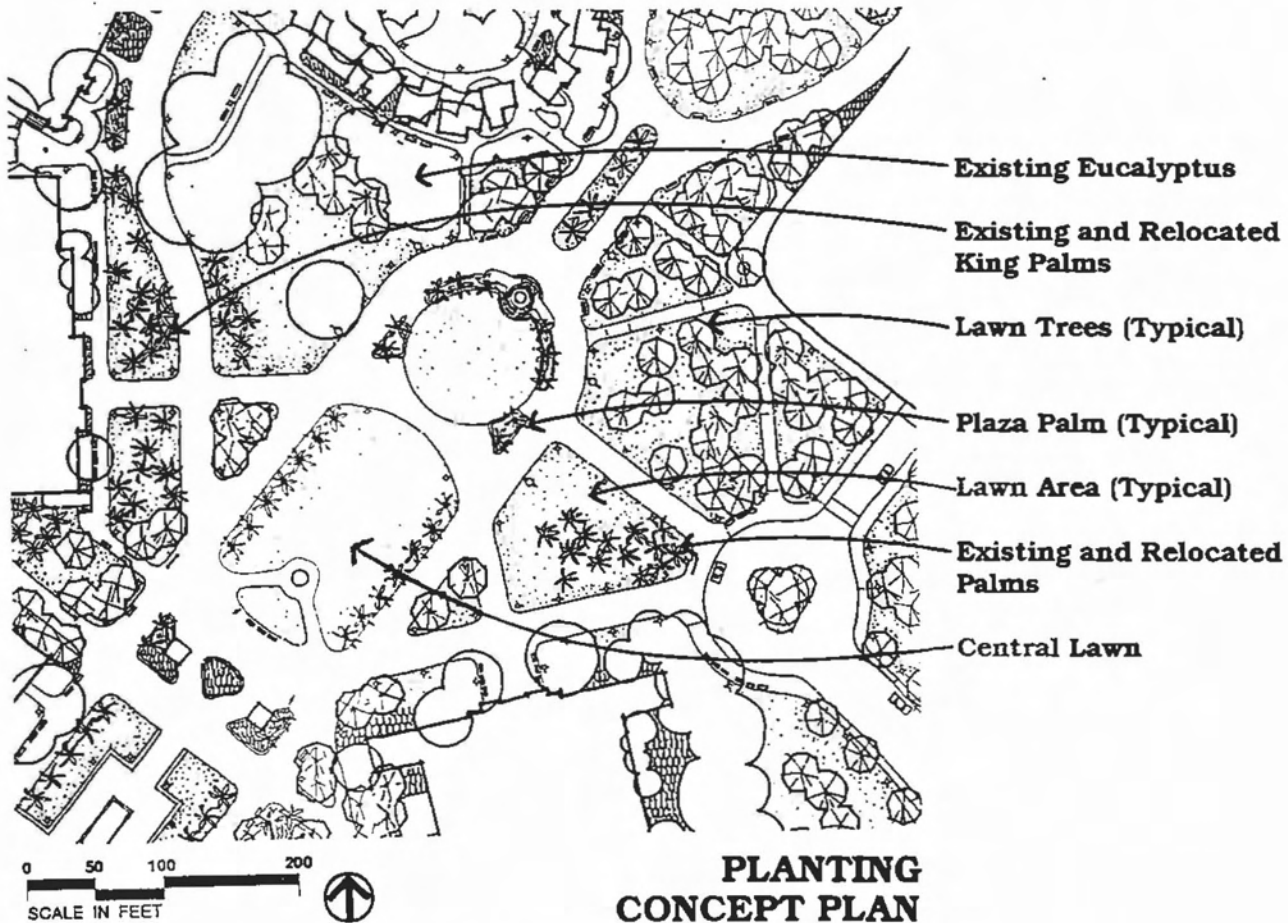 Existing Eucalyptus
Existing and Relocated
King Palms
Lawn Trees (Typical)
Plaza Palm (Typical)
Lawn Area (Typical)
Existing and Relocated
Palms
Central Lawn
0 50 100 200
SCALE IN FEET
PLANTING
CONCEPT PLAN